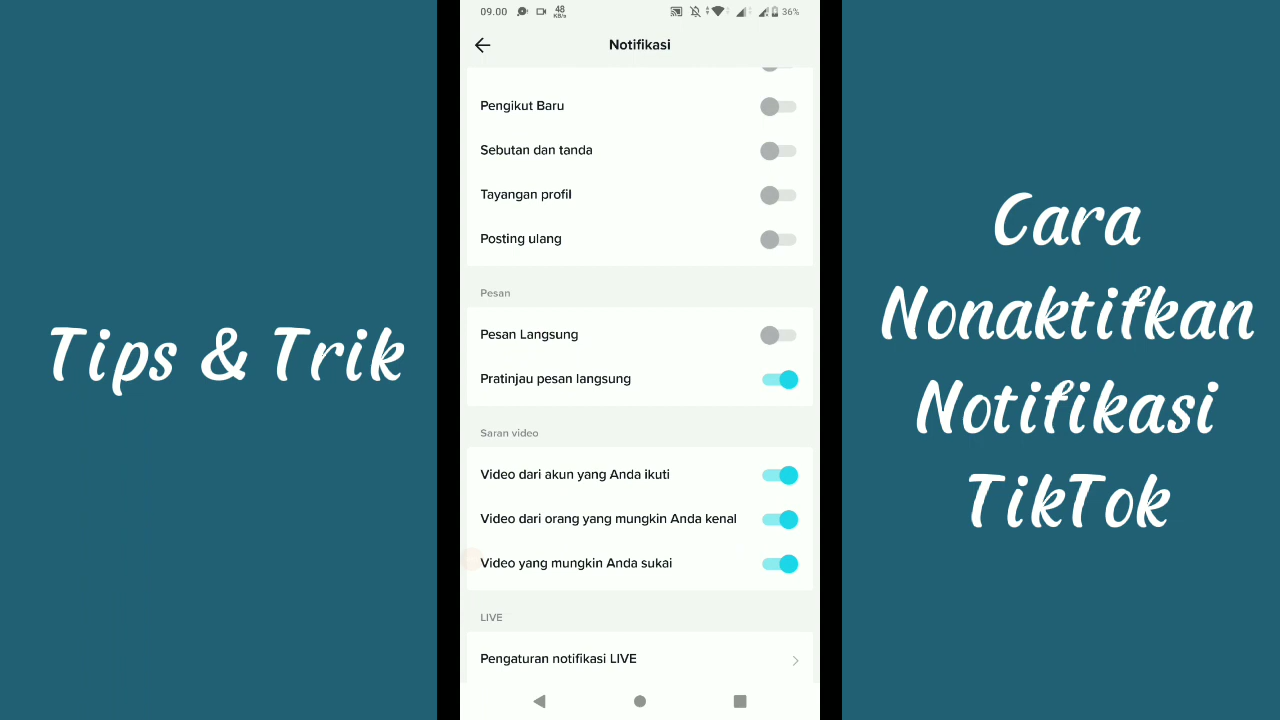 09.00
48
KB/s
36%
Notifikasi
Pengikut Baru
Sebutan dan tanda
Tayangan profil
Posting ulang
Pesan
Pesan Langsung
Pratinjau pesan langsung
Saran video
Video dari akun yang Anda ikuti
Video dari orang yang mungkin Anda kenal
Video yang mungkin Anda sukai
LIVE
Pengaturan notifikasi LIVE
Tips & Trik
Cara
Nonaktifkan
Notifikasi
TikTok